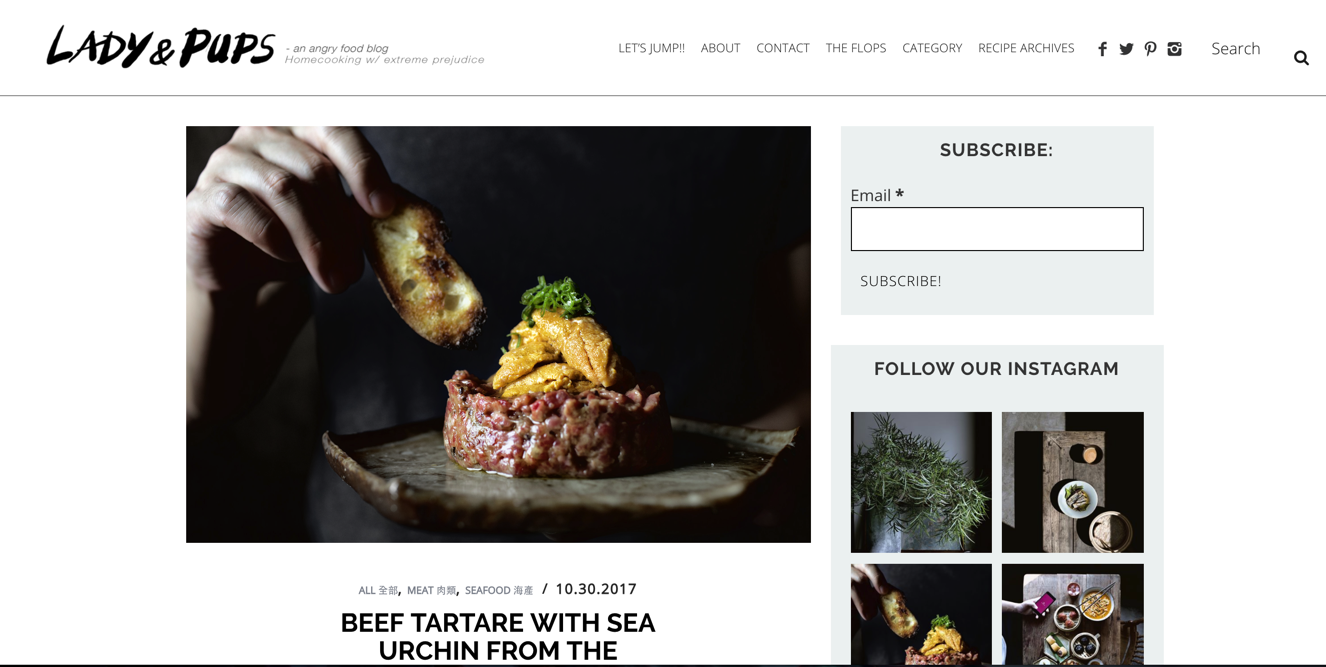 LADY & PUPS
- an angry food blog
Homecooking w/ extreme prejudice
LET'S JUMP!! ABOUT CONTACT THE FLOPS CATEGORY RECIPE ARCHIVES Search
SUBSCRIBE:
Email *
SUBSCRIBE!
FOLLOW OUR INSTAGRAM
ALL 全部, MEAT 肉類, SEAFOOD 海產 / 10.30.2017
BEEF TARTARE WITH SEA
URCHIN FROM THE